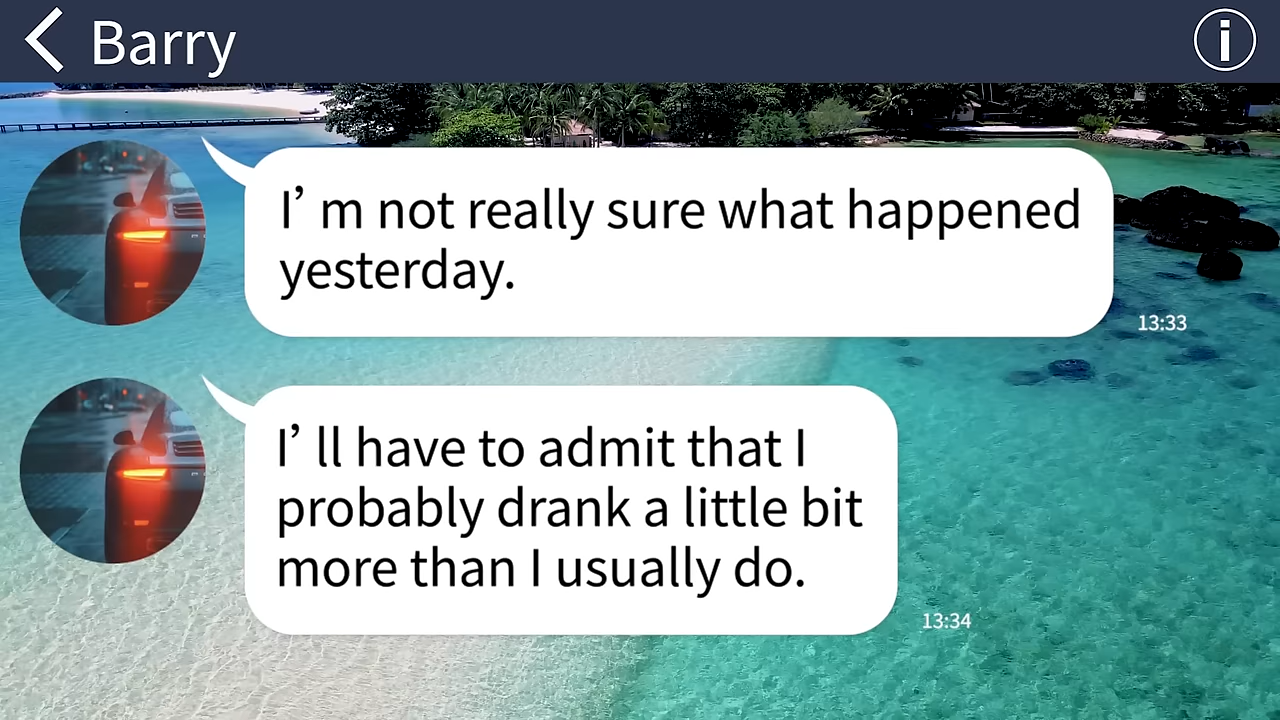 Barry
I’m not really sure what happened
yesterday.
13:33
I’ll have to admit that I
probably drank a little bit
more than I usually do.
13:34